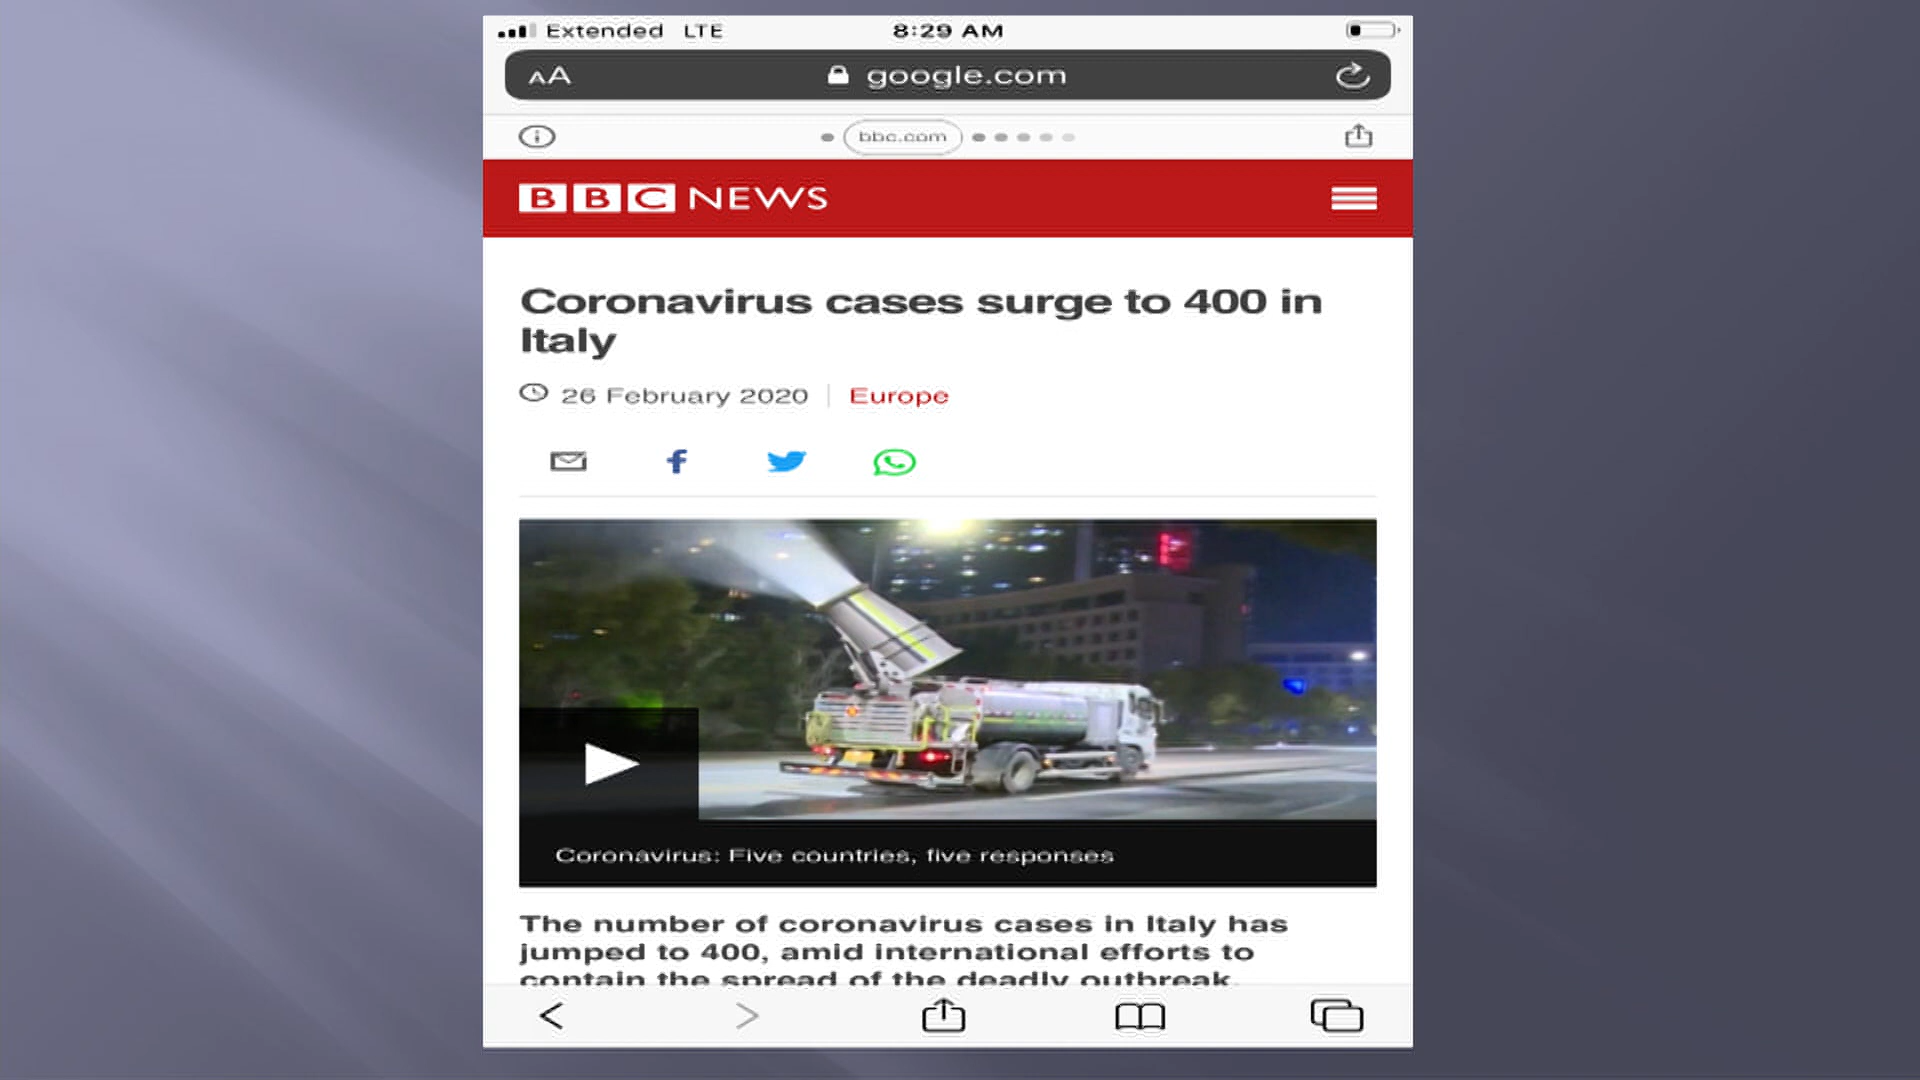 Extended LTE 8:29 AM
AA google.com
bbc.com
BBC NEWS
Coronavirus cases surge to 400 in
Italy
26 February 2020 | Europe
Coronavirus: Five countries, five responses
The number of coronavirus cases in Italy has
jumped to 400, amid international efforts to
contain the spread of the deadly outbreak.